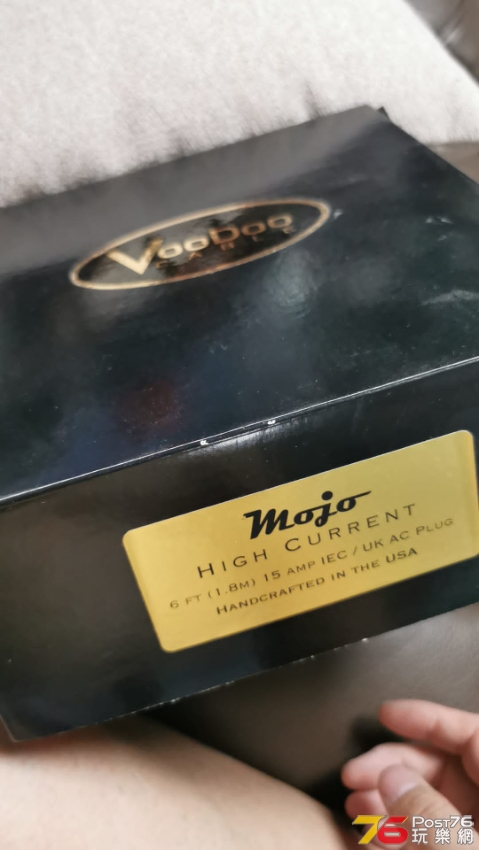 VooDoo
CABLE
Mojo
HIGH CURRENT
6 FT (1.8M) 15 AMP IEC / UK AC PLUG
HANDCRAFTED IN THE USA
76 Post76
玩樂網